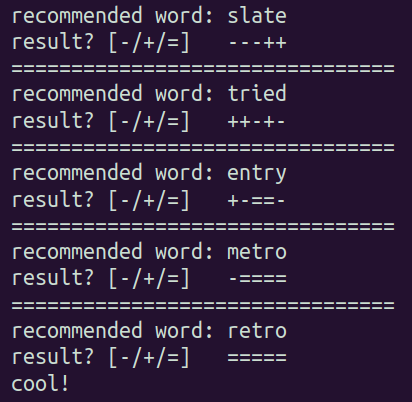 recommended word: slate
result? [-/+/=]   ---++
================================
recommended word: tried
result? [-/+/=]   ++-+-
================================
recommended word: entry
result? [-/+/=]   +-==-
================================
recommended word: metro
result? [-/+/=]   -====
================================
recommended word: retro
result? [-/+/=]   =====
cool!